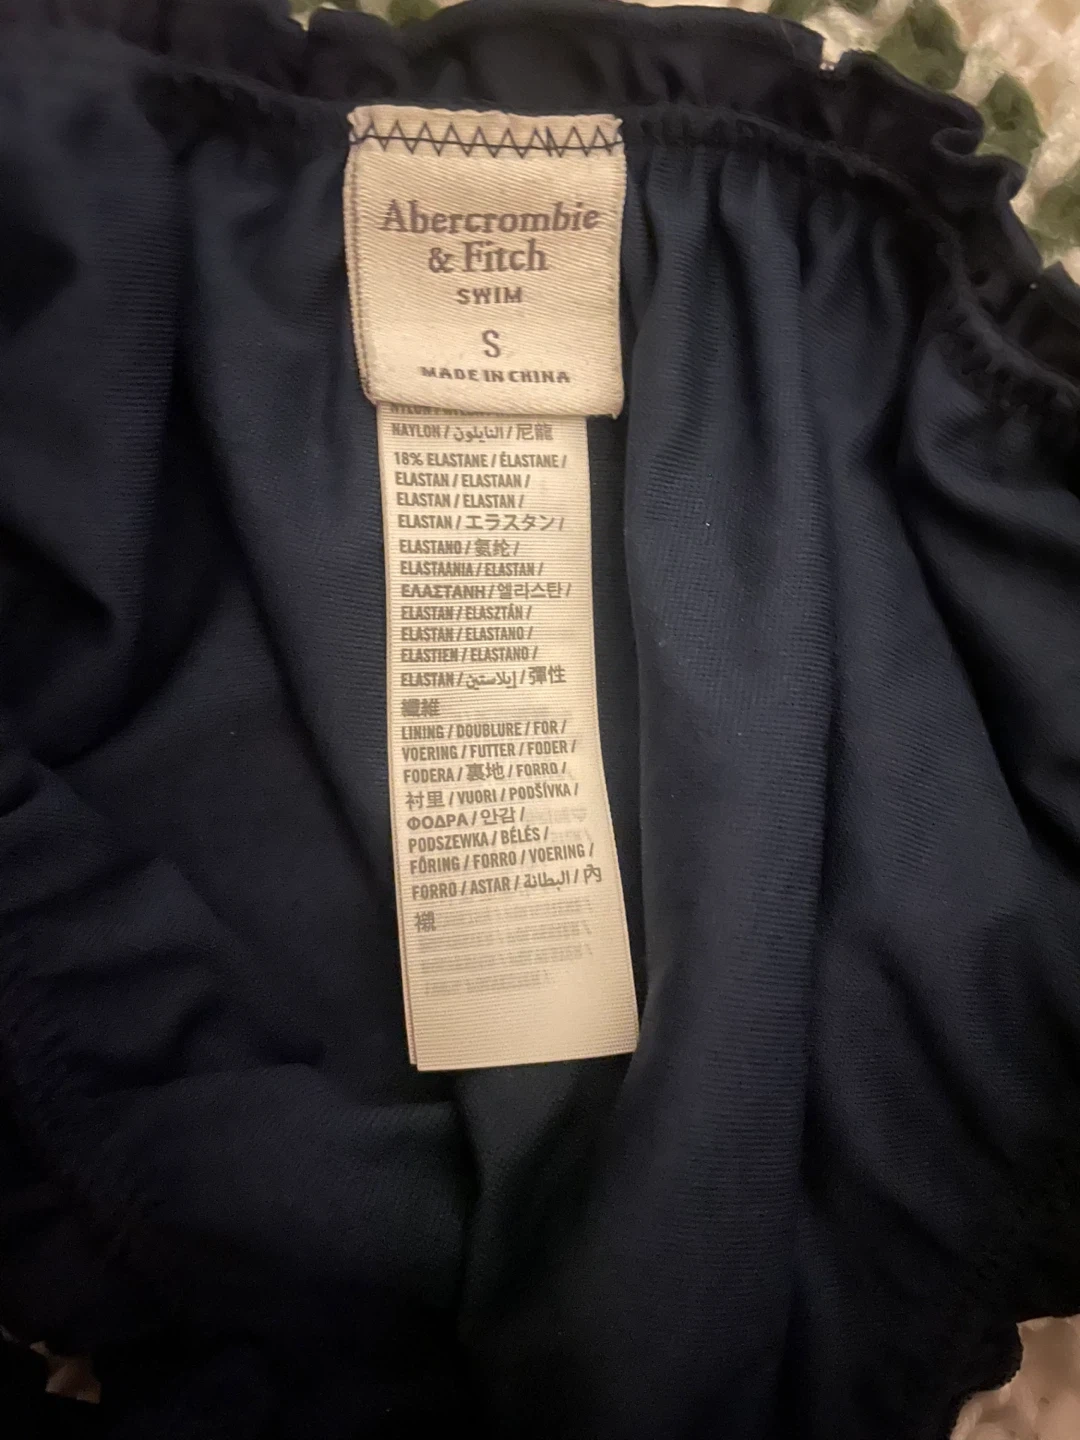 Abercrombie
& Fitch
SWIM
S
MADE IN CHINA
NAYLON / النايلون / 尼龍
18% ELASTANE / ÉLASTANE /
ELASTAN / ELASTAAN /
ELASTAN / ELASTAN /
ELASTAN / エラスタン /
ELASTANO / 氨纶 /
ELASTAANIA / ELASTAN /
ΕΛΑΣΤΑΝΗ / 엘리스탄 /
ELASTAN / ELASZTÁN /
ELASTAN / ELASTANO /
ELASTIEN / ELASTANO /
ELASTAN / إيلاستين / 彈性
纖維
LINING / DOUBLURE / FOR /
VOERING / FUTTER / FODER /
FODERA / 裏地 / FORRO /
衬里 / VUORI / PODŠÍVKA /
ΦΟΔΡΑ / 안감 /
PODSZEWKA / BÉLÉS /
FÔRING / FORRO / VOERING /
FORRO / ASTAR / البطانة / 內
襯